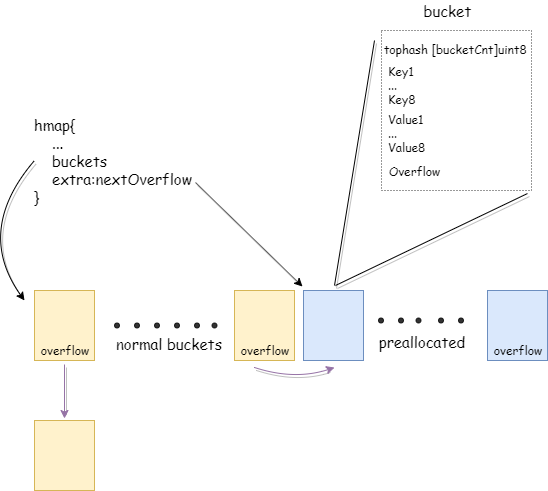 bucket
tophash [bucketCnt]uint8
Key1
...
Key8
Value1
...
Value8
Overflow
hmap{
...
buckets
extra:nextOverflow
}
overflow
normal buckets
overflow
preallocated
overflow